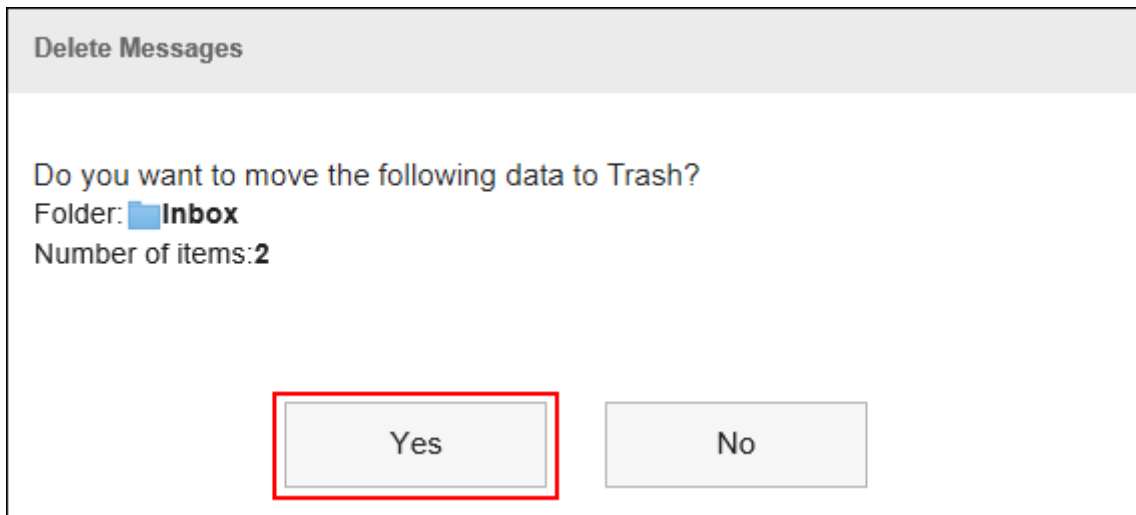 Delete Messages
Do you want to move the following data to Trash?
Folder: Inbox
Number of items:2
Yes No